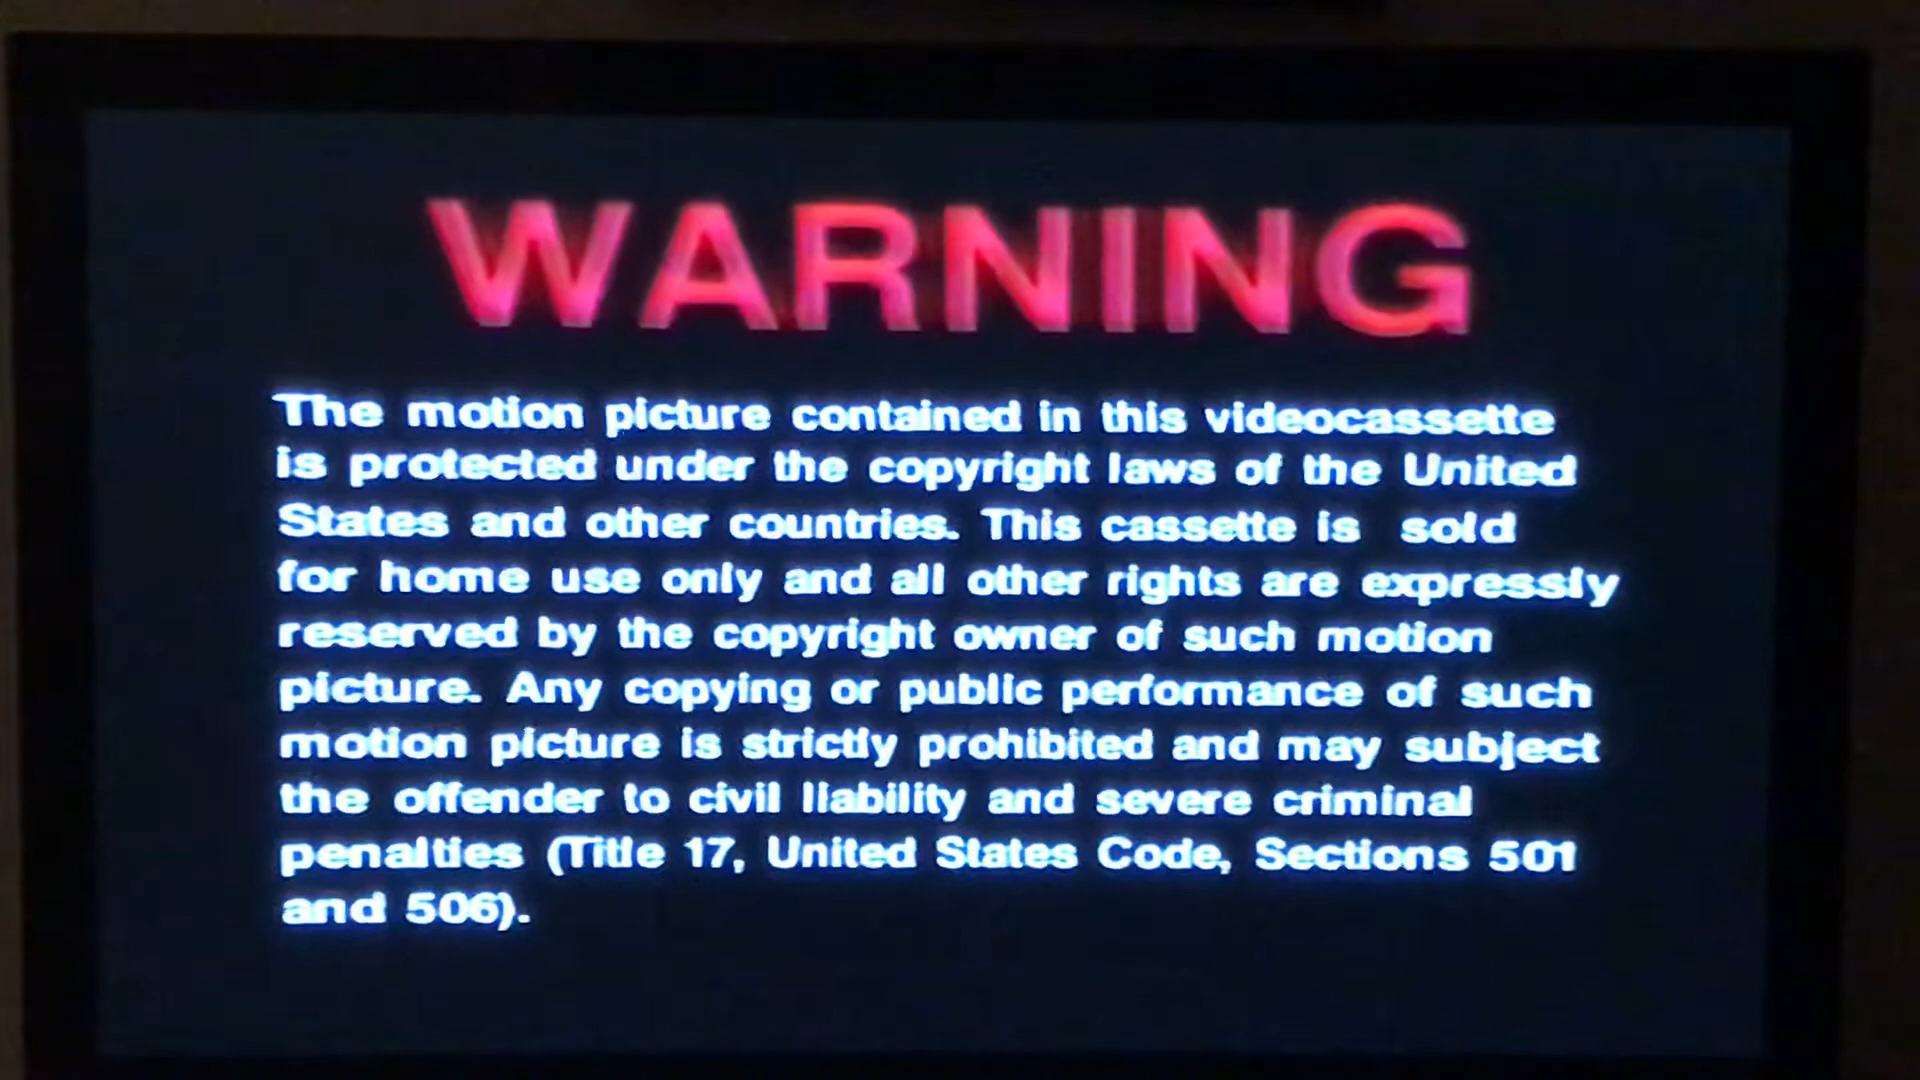 WARNING
The motion picture contained in this videocassette
is protected under the copyright laws of the United
States and other countries. This cassette is sold
for home use only and all other rights are expressly
reserved by the copyright owner of such motion
picture. Any copying or public performance of such
motion picture is strictly prohibited and may subject
the offender to civil liability and severe criminal
penalties (Title 17, United States Code, Sections 501
and 506).